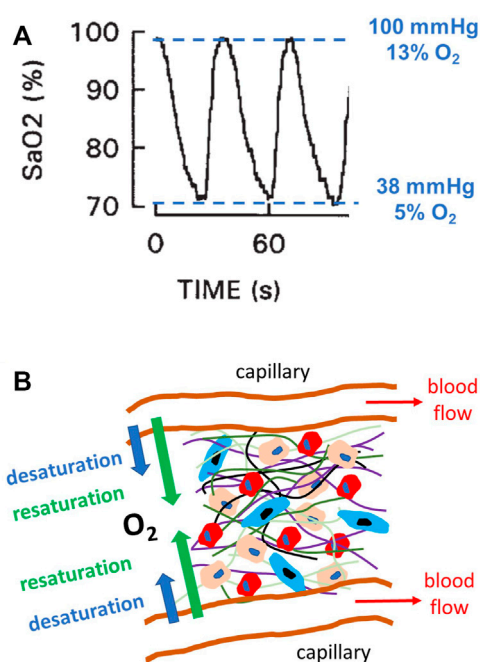 A
SaO2 (%)
100
90
80
70
0
60
TIME (s)
100 mmHg
13% O₂
38 mmHg
5% O₂
B
capillary
blood
flow
desaturation
resaturation
O₂
resaturation
desaturation
blood
flow
capillary